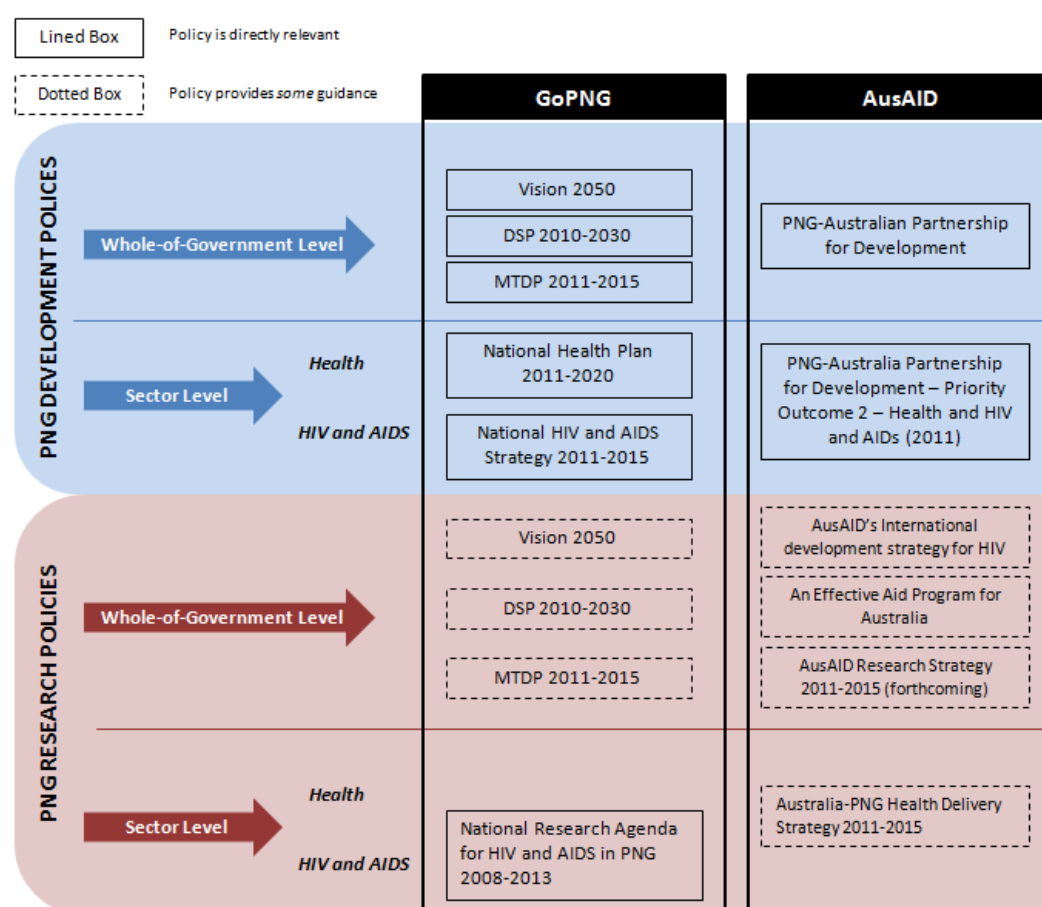 Lined Box
Policy is directly relevant
Dotted Box
Policy provides some guidance
GoPNG
AusAID
PNG DEVELOPMENT POLICES
Whole-of-Government Level
Vision 2050
DSP 2010-2030
MTDP 2011-2015
PNG-Australian Partnership
for Development
Sector Level
Health
HIV and AIDS
National Health Plan
2011-2020
National HIV and AIDS
Strategy 2011-2015
PNG-Australia Partnership
for Development – Priority
Outcome 2 – Health and HIV
and AIDs (2011)
PNG RESEARCH POLICIES
Whole-of-Government Level
Vision 2050
DSP 2010-2030
MTDP 2011-2015
AusAID's International
development strategy for HIV
An Effective Aid Program for
Australia
AusAID Research Strategy
2011-2015 (forthcoming)
Sector Level
Health
HIV and AIDS
National Research Agenda
for HIV and AIDS in PNG
2008-2013
Australia-PNG Health Delivery
Strategy 2011-2015